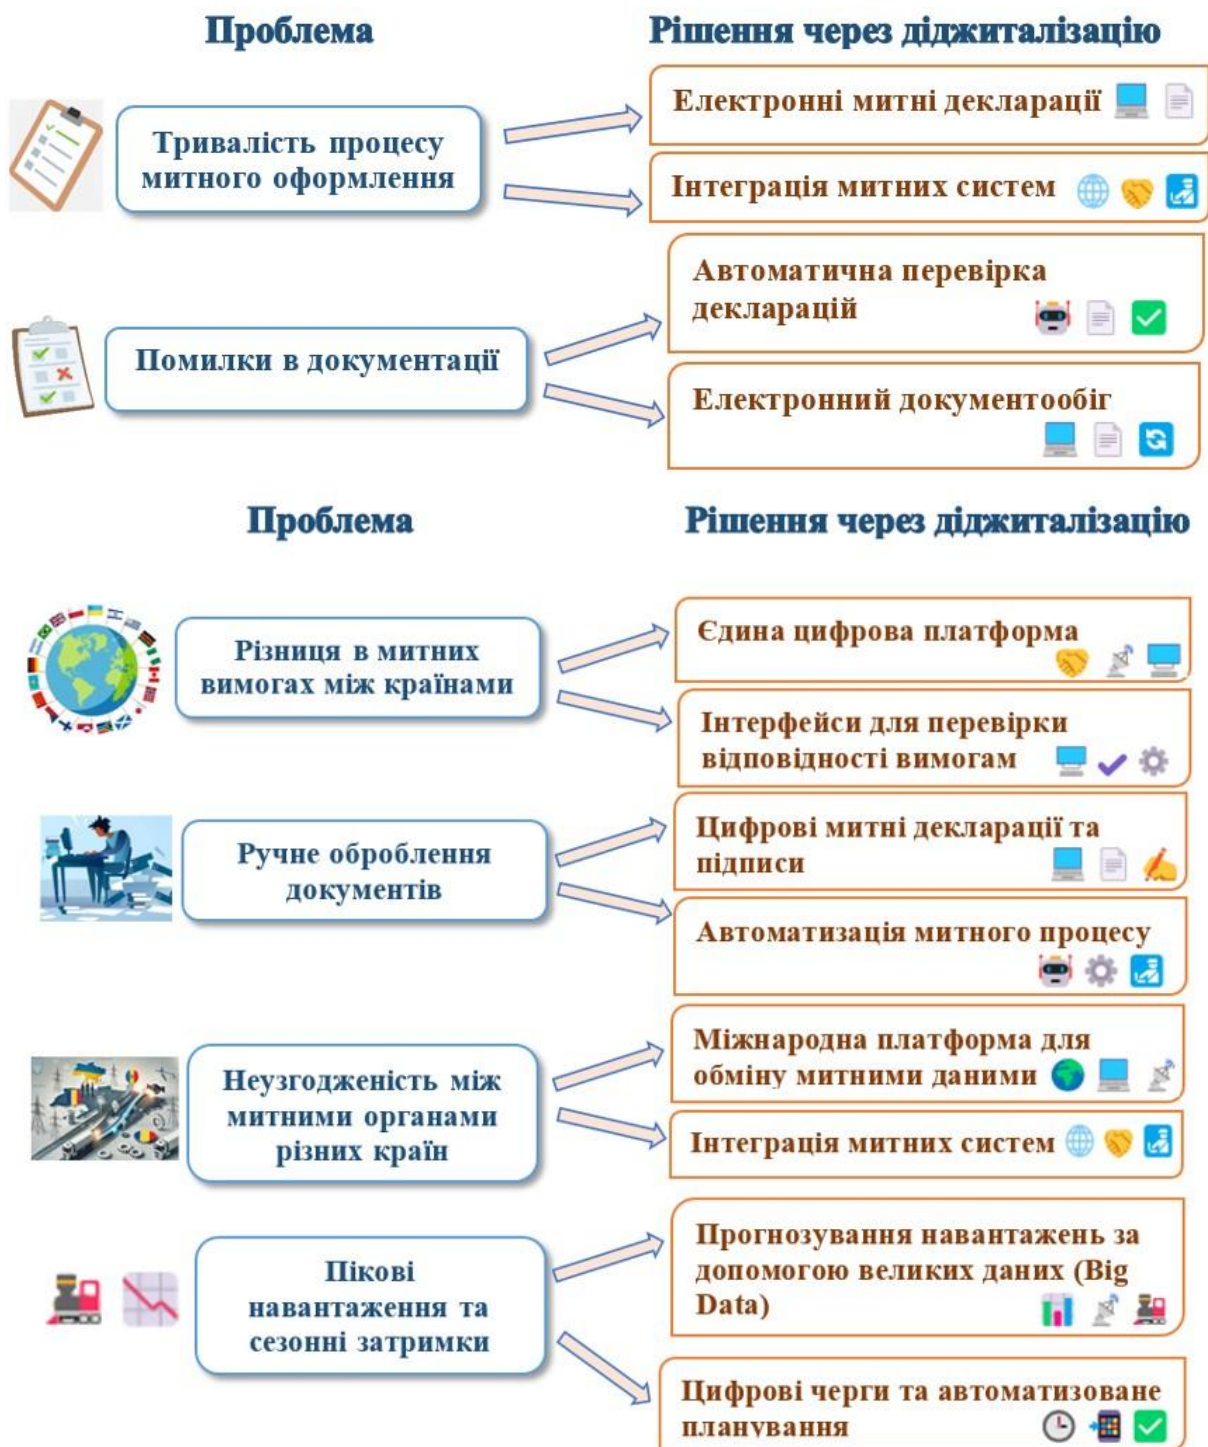 Проблема
Рішення через діджиталізацію
Тривалість процесу
митного оформлення
Електронні митні декларації
Інтеграція митних систем
Помилки в документації
Автоматична перевірка
декларацій
Електронний документообіг
Проблема
Рішення через діджиталізацію
Різниця в митних
вимогах між країнами
Єдина цифрова платформа
Інтерфейси для перевірки
відповідності вимогам
Ручне оброблення
документів
Цифрові митні декларації та
підписи
Автоматизація митного процесу
Неузгодженість між
митними органами
різних країн
Міжнародна платформа для
обміну митними даними
Інтеграція митних систем
Пікові
навантаження та
сезонні затримки
Прогнозування навантажень за
допомогою великих даних (Big
Data)
Цифрові черги та автоматизоване
планування